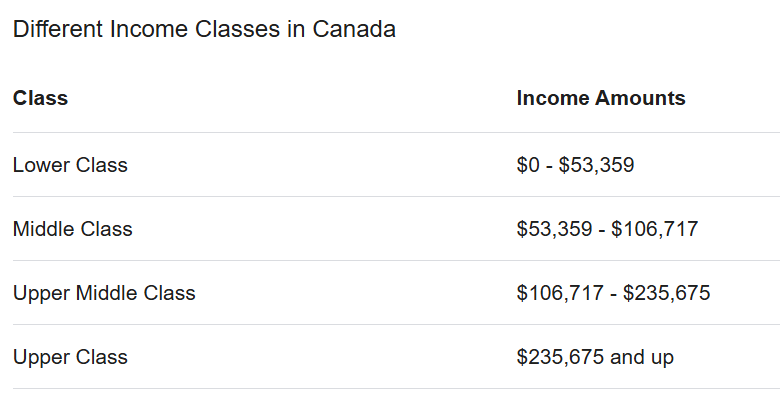 Different Income Classes in Canada
Class Income Amounts
Lower Class $0 - $53,359
Middle Class $53,359 - $106,717
Upper Middle Class $106,717 - $235,675
Upper Class $235,675 and up